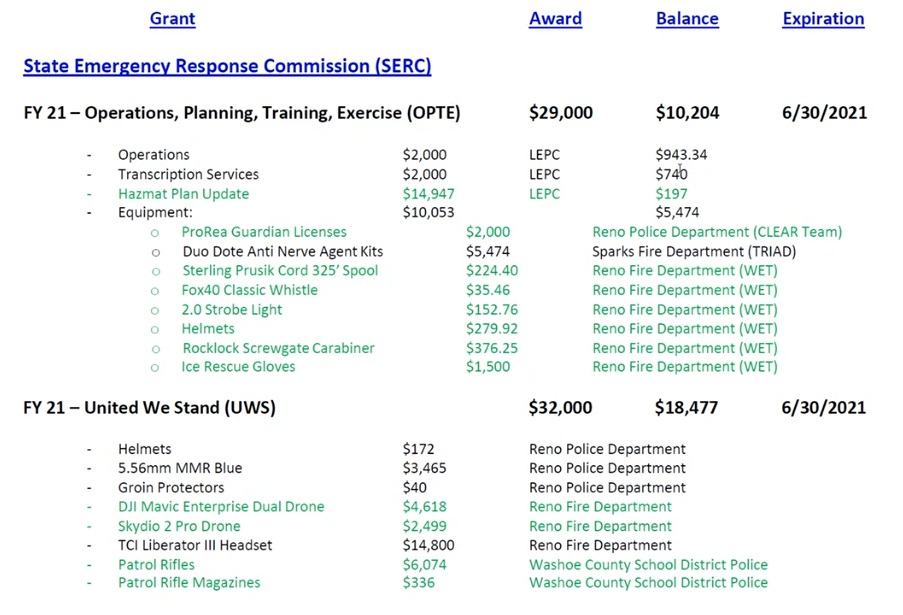 Grant Award Balance Expiration
State Emergency Response Commission (SERC)
FY 21 – Operations, Planning, Training, Exercise (OPTE) $29,000 $10,204 6/30/2021
- Operations $2,000 LEPC $943.34
- Transcription Services $2,000 LEPC $740
- Hazmat Plan Update $14,947 LEPC $197
- Equipment: $10,053 $5,474
o ProRea Guardian Licenses $2,000 Reno Police Department (CLEAR Team)
o Duo Dote Anti Nerve Agent Kits $5,474 Sparks Fire Department (TRIAD)
o Sterling Prusik Cord 325’ Spool $224.40 Reno Fire Department (WET)
o Fox40 Classic Whistle $35.46 Reno Fire Department (WET)
o 2.0 Strobe Light $152.76 Reno Fire Department (WET)
o Helmets $279.92 Reno Fire Department (WET)
o Rocklock Screwgate Carabiner $376.25 Reno Fire Department (WET)
o Ice Rescue Gloves $1,500 Reno Fire Department (WET)
FY 21 – United We Stand (UWS) $32,000 $18,477 6/30/2021
- Helmets $172 Reno Police Department
- 5.56mm MMR Blue $3,465 Reno Police Department
- Groin Protectors $40 Reno Police Department
- DJI Mavic Enterprise Dual Drone $4,618 Reno Fire Department
- Skydio 2 Pro Drone $2,499 Reno Fire Department
- TCI Liberator III Headset $14,800 Reno Fire Department
- Patrol Rifles $6,074 Washoe County School District Police
- Patrol Rifle Magazines $336 Washoe County School District Police